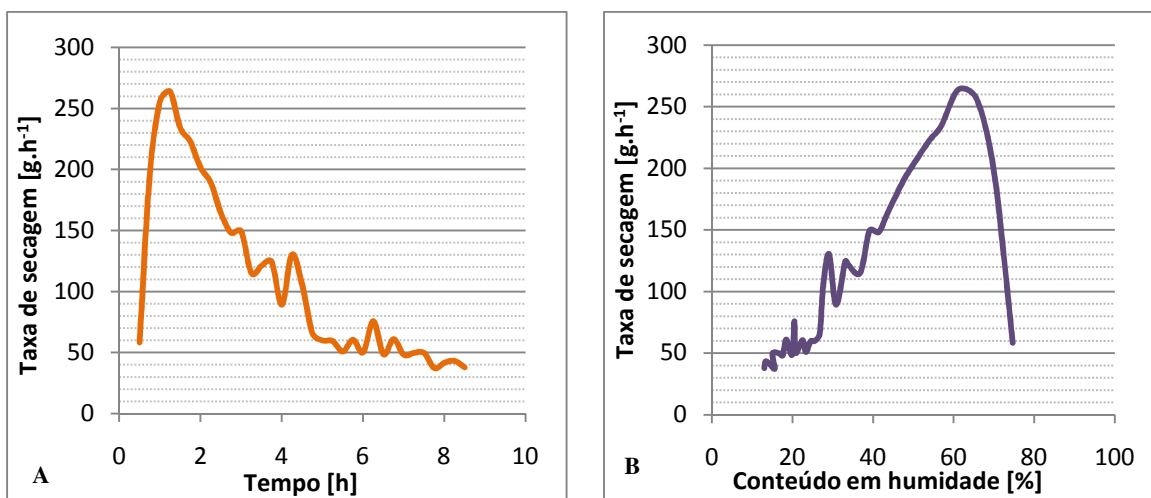 Taxa de secagem [g.h-1]
300
250
200
150
100
50
0
0 2 4 6 8 10
Tempo [h]
A
Taxa de secagem [g.h-1]
300
250
200
150
100
50
0
0 20 40 60 80 100
Conteúdo em humidade [%]
B